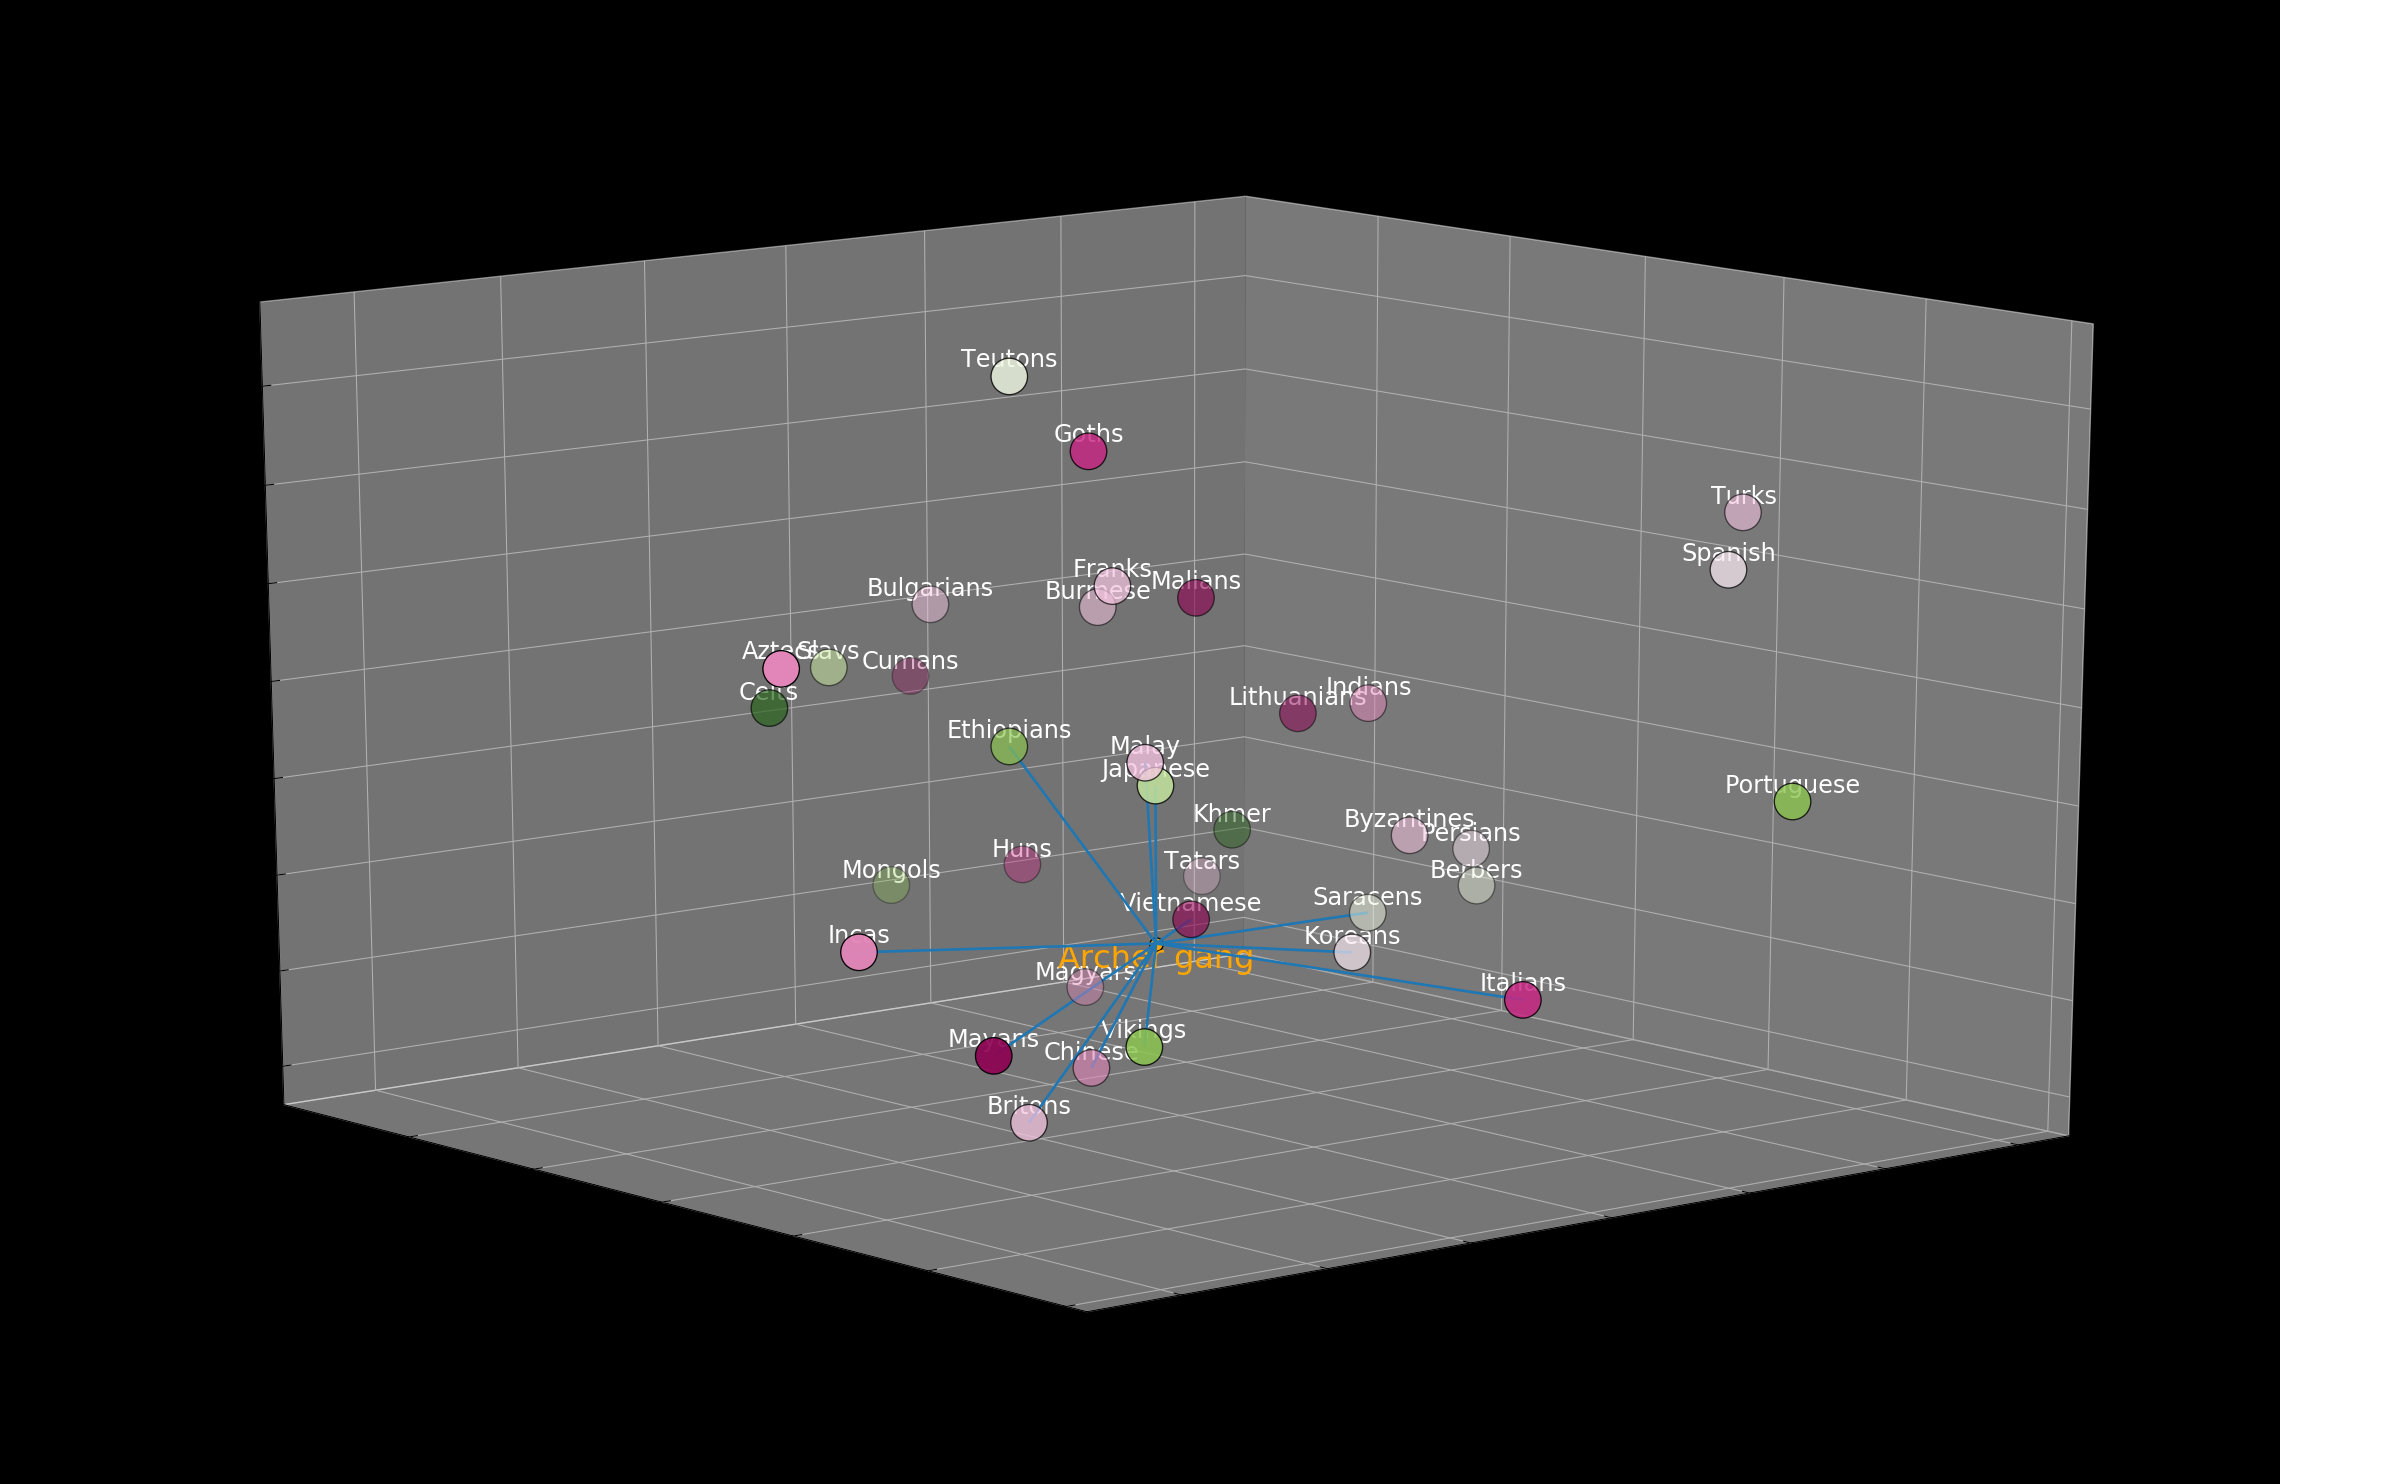 Teutons
Goths
Turks
Spanish
Franks
Malians
Bulgarians
Burmese
Aztecs
Slavs
Cumans
Celts
Indians
Lithuanians
Ethiopians
Malay
Japanese
Portuguese
Khmer
Byzantines
Persians
Huns
Tatars
Mongols
Berbers
Saracens
Vietnamese
Incas
Koreans
Archer gang
Magyars
Italians
Vikings
Mayans
Chinese
Britons